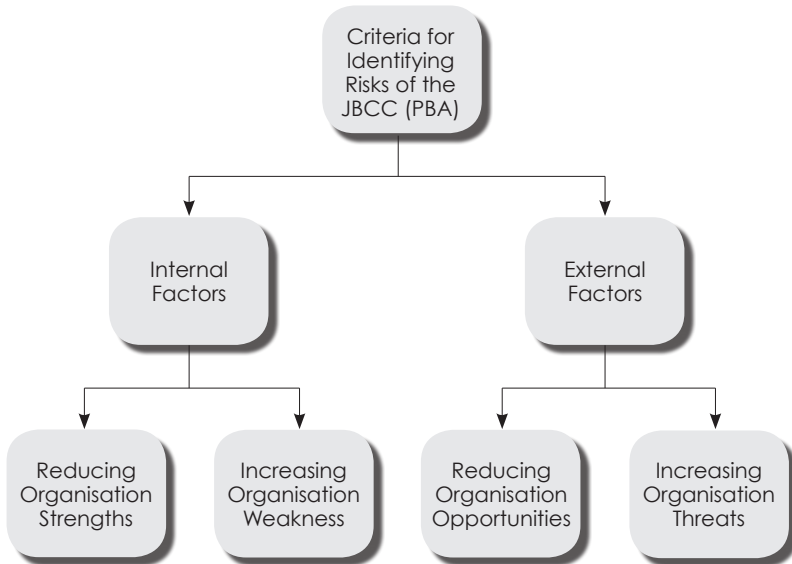 Criteria for
Identifying
Risks of the
JBCC (PBA)
Internal
Factors
External
Factors
Reducing
Organisation
Strengths
Increasing
Organisation
Weakness
Reducing
Organisation
Opportunities
Increasing
Organisation
Threats